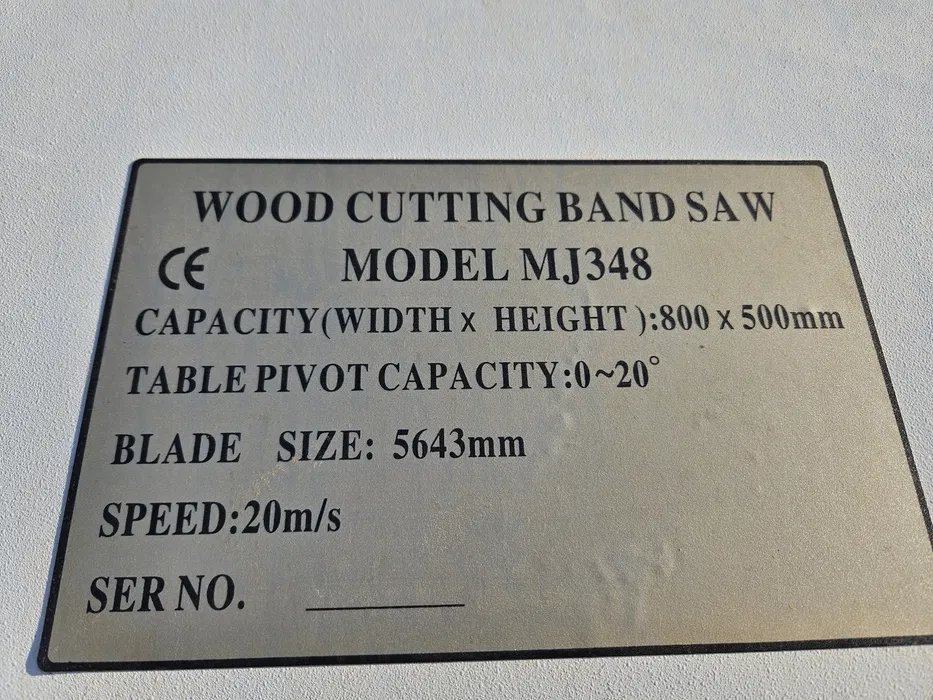 WOOD CUTTING BAND SAW
CE MODEL MJ348
CAPACITY(WIDTH x HEIGHT ):800 x 500mm
TABLE PIVOT CAPACITY:0~20°
BLADE SIZE: 5643mm
SPEED:20m/s
SER NO. ________